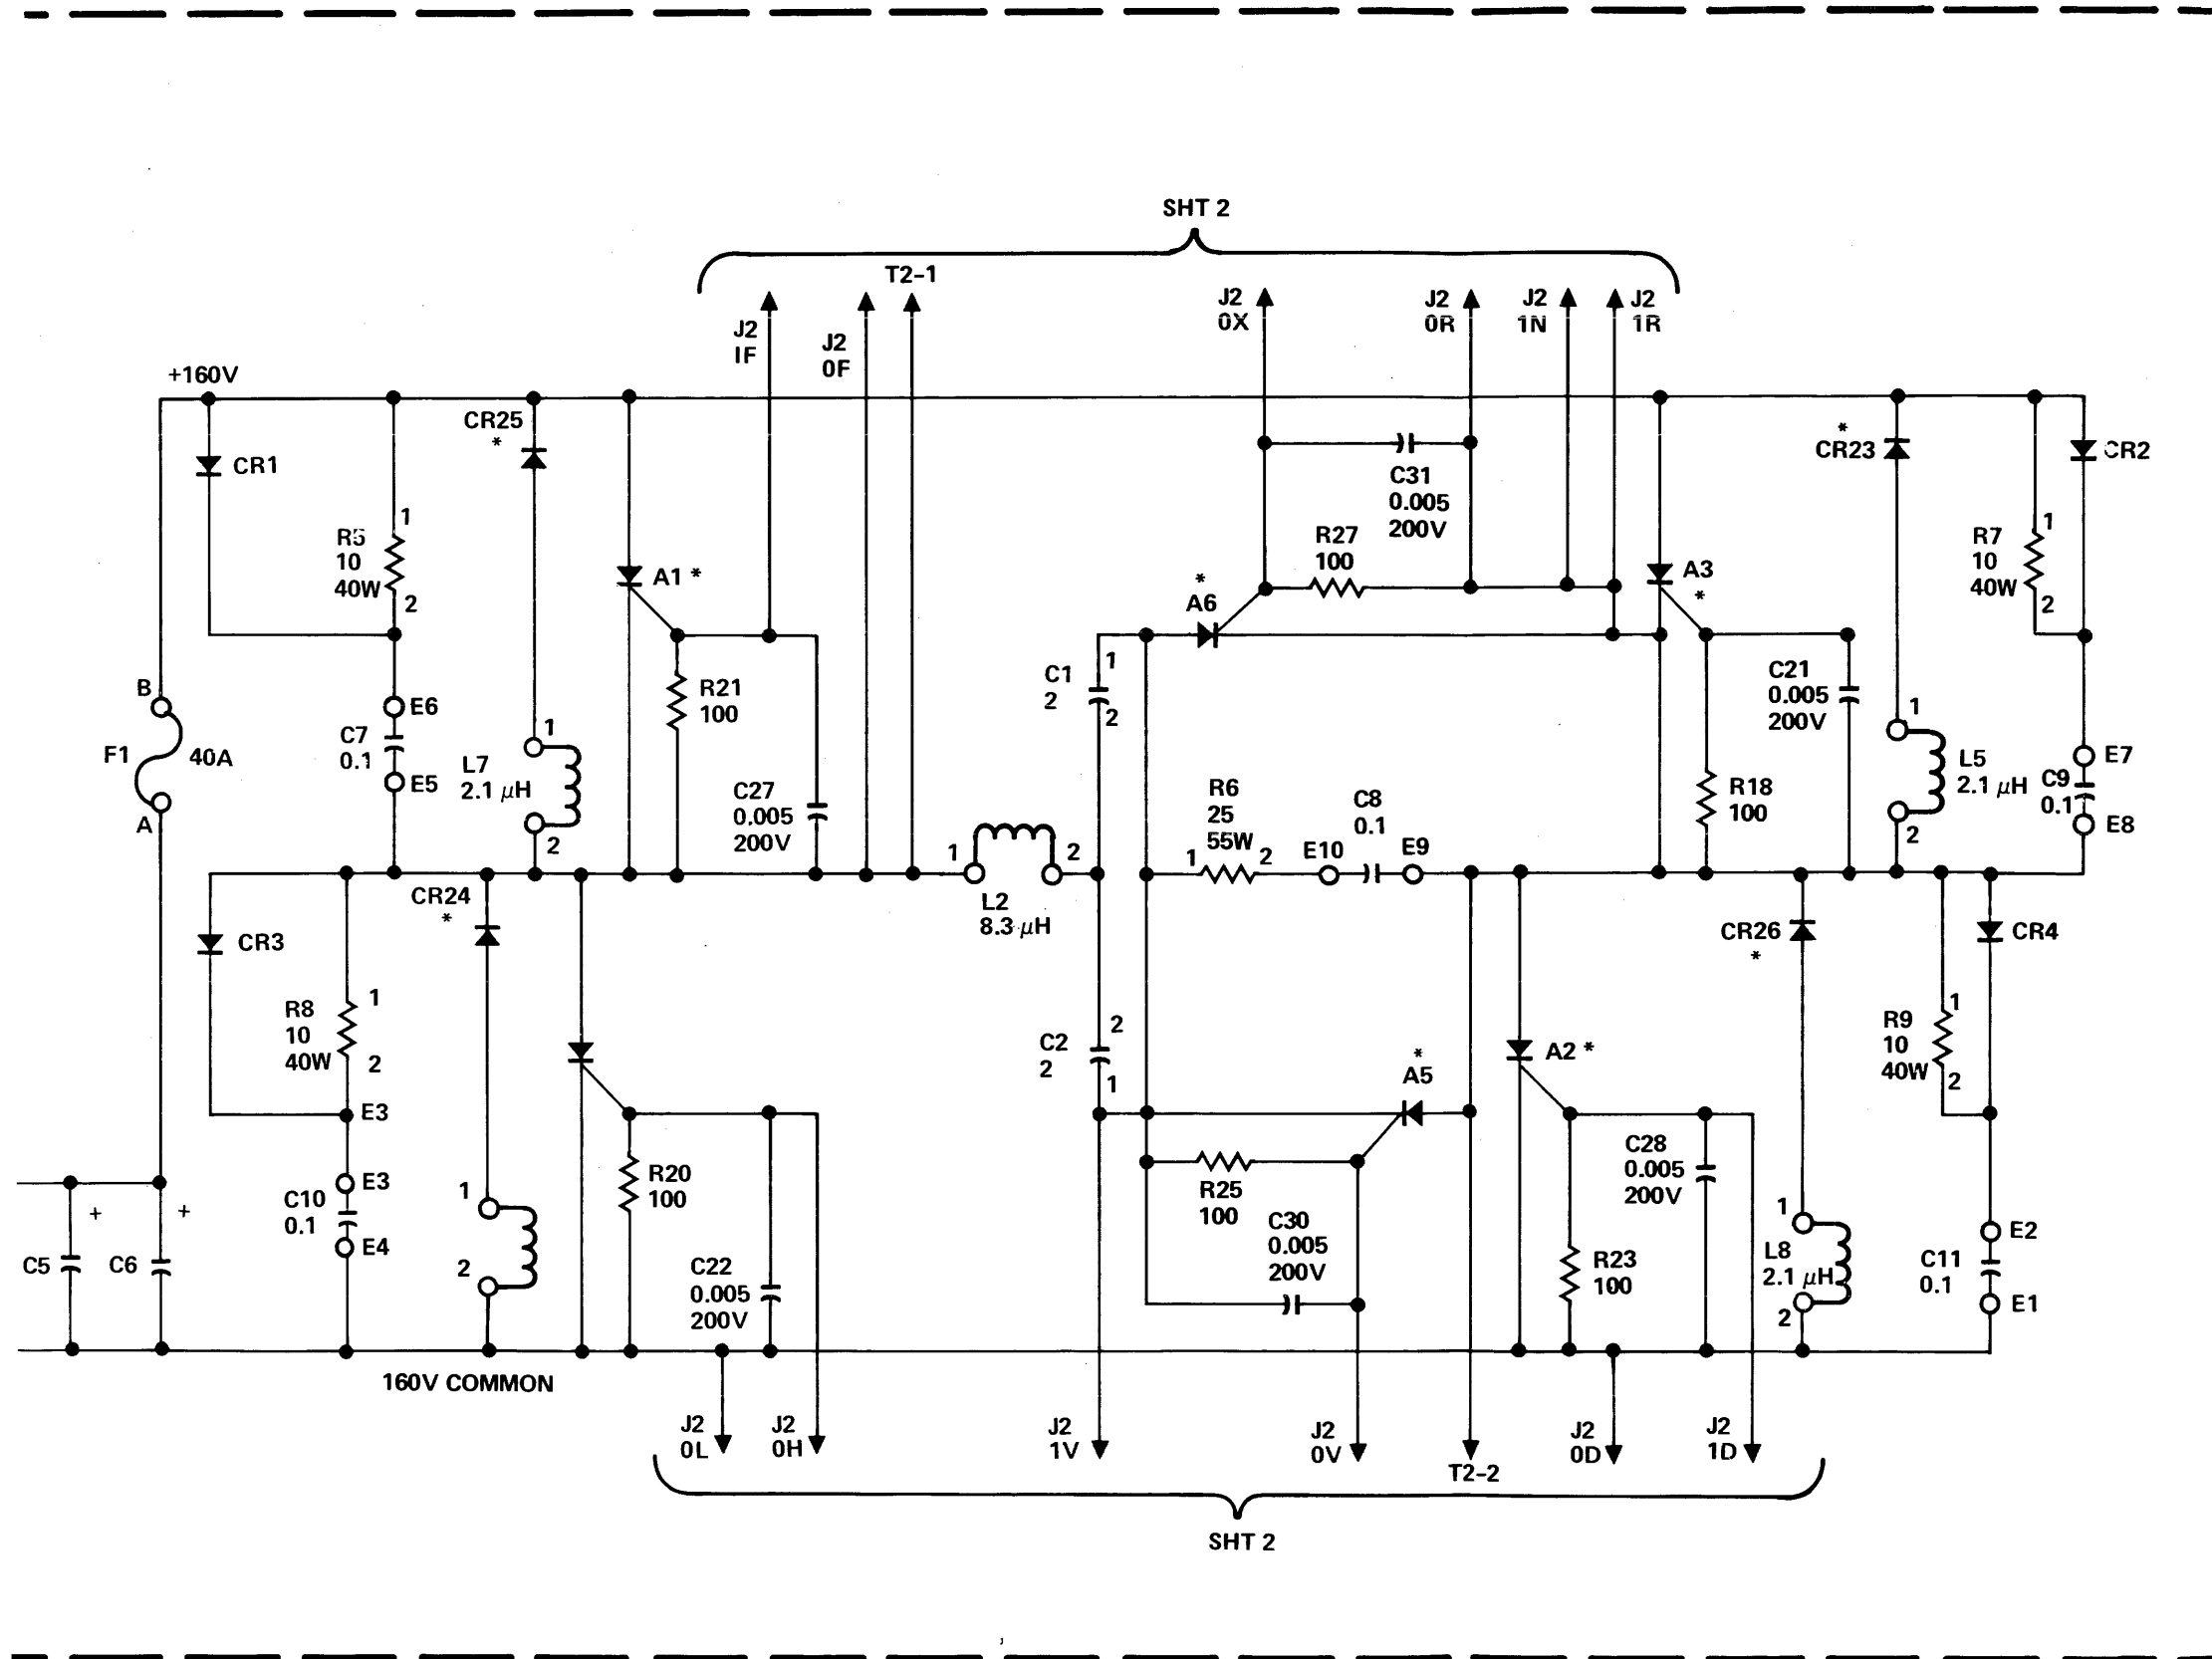 SHT 2
T2-1
J2
IF
J2
0F
J2
0X
J2
0R
J2
1N
J2
1R
+160V
CR25
*
CR1
R5
10
40W
1
2
A1 *
C31
0.005
200V
R27
100
*
A6
A3
*
*
CR23
CR2
R7
10
40W
1
2
B
F1
40A
A
E6
C7
0.1
E5
L7
2.1 μH
1
2
R21
100
C27
0.005
200V
C1
2
1
2
R6
25
55W
1
2
C8
0.1
E10
E9
C21
0.005
200V
R18
100
1
L5
2.1 μH
2
C9
0.1
E7
E8
1
2
L2
8.3 μH
CR24
*
CR3
R8
10
40W
1
2
E3
C2
2
2
1
*
A5
A2 *
CR26
*
CR4
R9
10
40W
1
2
E3
C10
0.1
E4
+
+
C5
C6
1
2
R20
100
C22
0.005
200V
R25
100
C30
0.005
200V
C28
0.005
200V
R23
100
1
L8
2.1 μH
2
E2
C11
0.1
E1
160V COMMON
J2
0L
J2
0H
J2
1V
J2
0V
T2-2
J2
0D
J2
1D
SHT 2